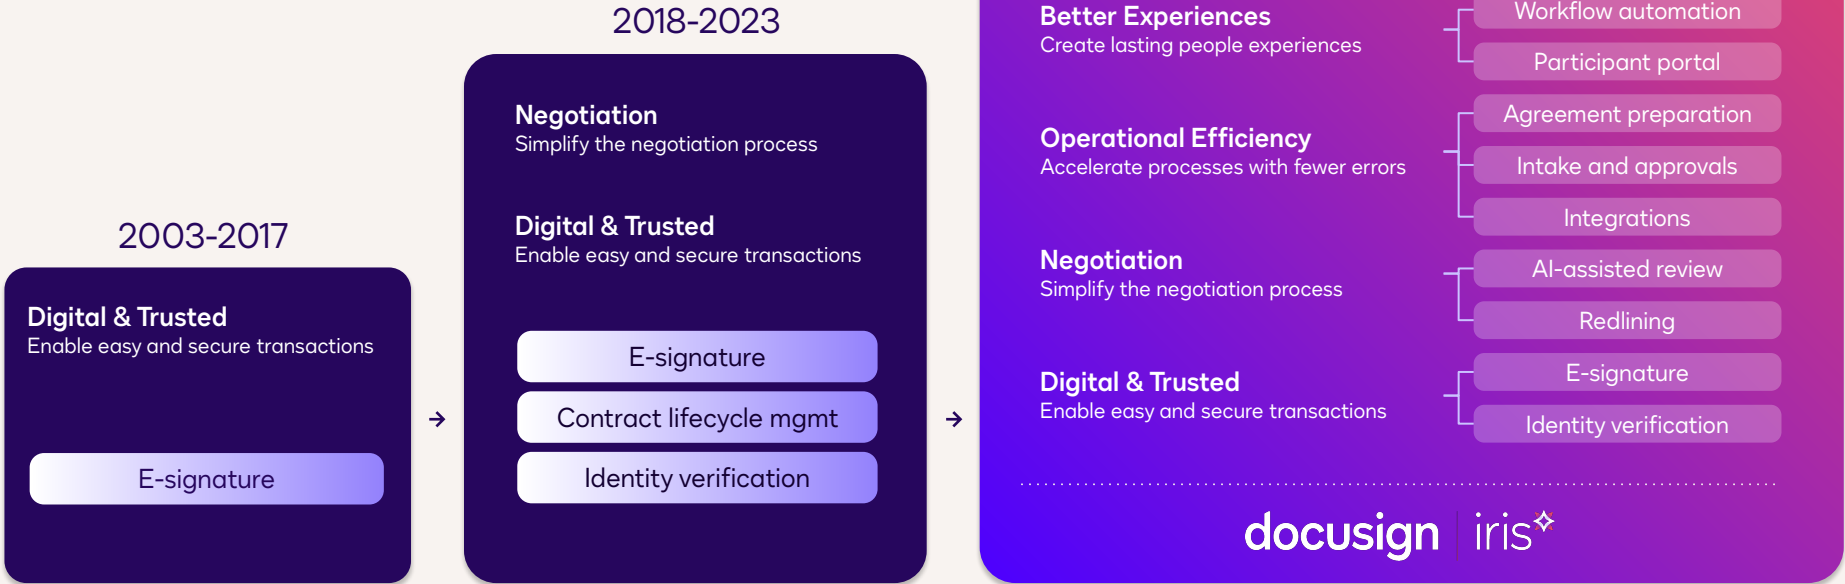 2003-2017
Digital & Trusted
Enable easy and secure transactions
E-signature
2018-2023
Negotiation
Simplify the negotiation process
Digital & Trusted
Enable easy and secure transactions
E-signature
Contract lifecycle mgmt
Identity verification
Better Experiences
Create lasting people experiences
Workflow automation
Participant portal
Operational Efficiency
Accelerate processes with fewer errors
Agreement preparation
Intake and approvals
Integrations
Negotiation
Simplify the negotiation process
AI-assisted review
Redlining
Digital & Trusted
Enable easy and secure transactions
E-signature
Identity verification
docusign iris